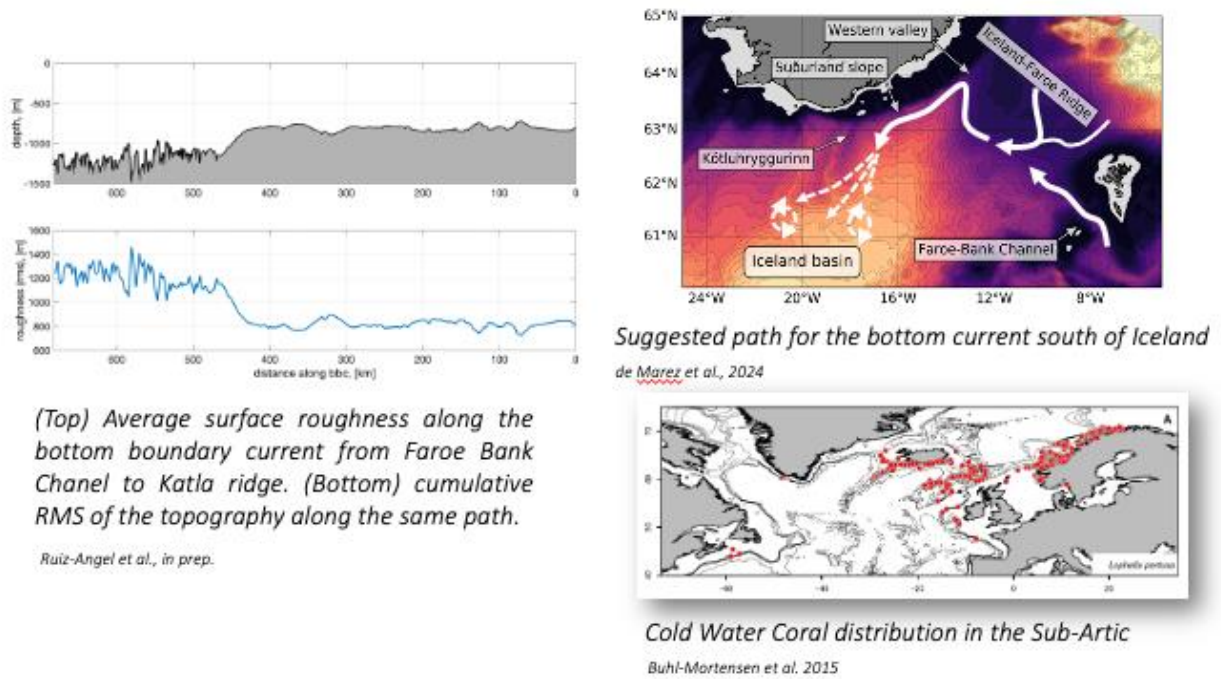 0
-500
-1000
-1500
depth, [m]
600
500
400
300
200
100
0
1600
1400
1200
1000
800
600
roughness (rms), [m]
600
500
400
300
200
100
0
distance along bbc, [km]
(Top) Average surface roughness along the
bottom boundary current from Faroe Bank
Chanel to Katla ridge. (Bottom) cumulative
RMS of the topography along the same path.
Ruiz-Angel et al., in prep.
65°N
64°N
63°N
62°N
61°N
Western valley
Suðurland slope
Iceland-Faroe Ridge
Kötluhryggurinn
Faroe-Bank Channel
Iceland basin
24°W
20°W
16°W
12°W
8°W
Suggested path for the bottom current south of Iceland
de Marez et al., 2024
A
Lophelia pertusa
-20
0
20
Cold Water Coral distribution in the Sub-Artic
Buhl-Mortensen et al. 2015